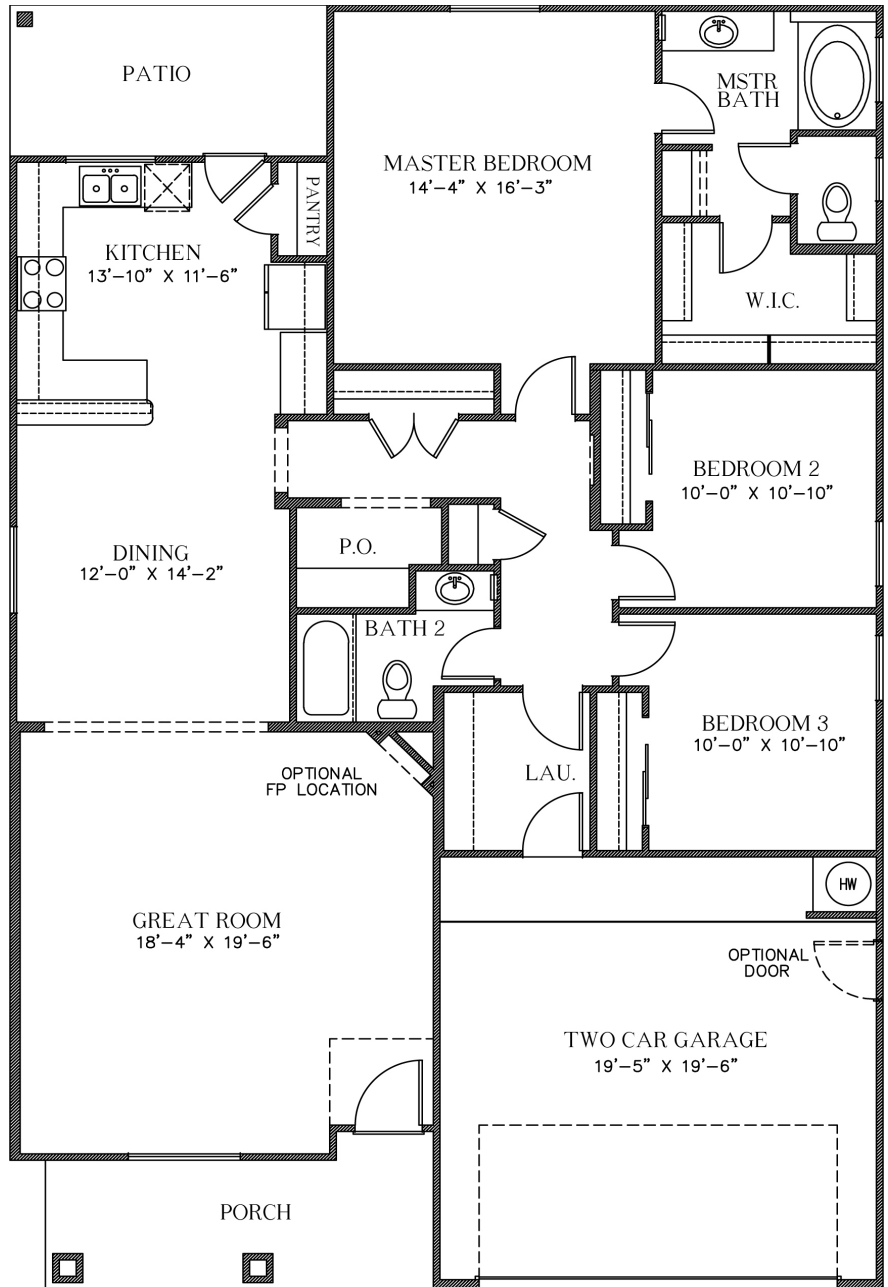 PATIO
MSTR
BATH
MASTER BEDROOM
14'-4" X 16'-3"
PANTRY
KITCHEN
13'-10" X 11'-6"
W.I.C.
BEDROOM 2
10'-0" X 10'-10"
P.O.
DINING
12'-0" X 14'-2"
BATH 2
BEDROOM 3
10'-0" X 10'-10"
LAU.
OPTIONAL
FP LOCATION
HW
GREAT ROOM
18'-4" X 19'-6"
OPTIONAL
DOOR
TWO CAR GARAGE
19'-5" X 19'-6"
PORCH